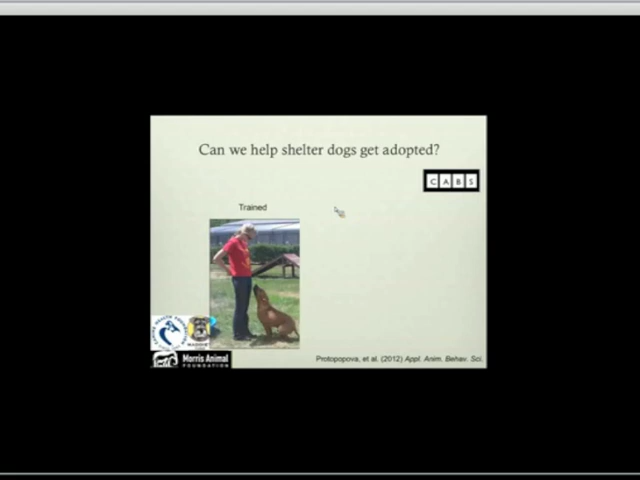 Can we help shelter dogs get adopted?
CABS
Trained
Morris Animal
FOUNDATION
Protopopova, et al. (2012) Appl. Anim. Behav. Sci.